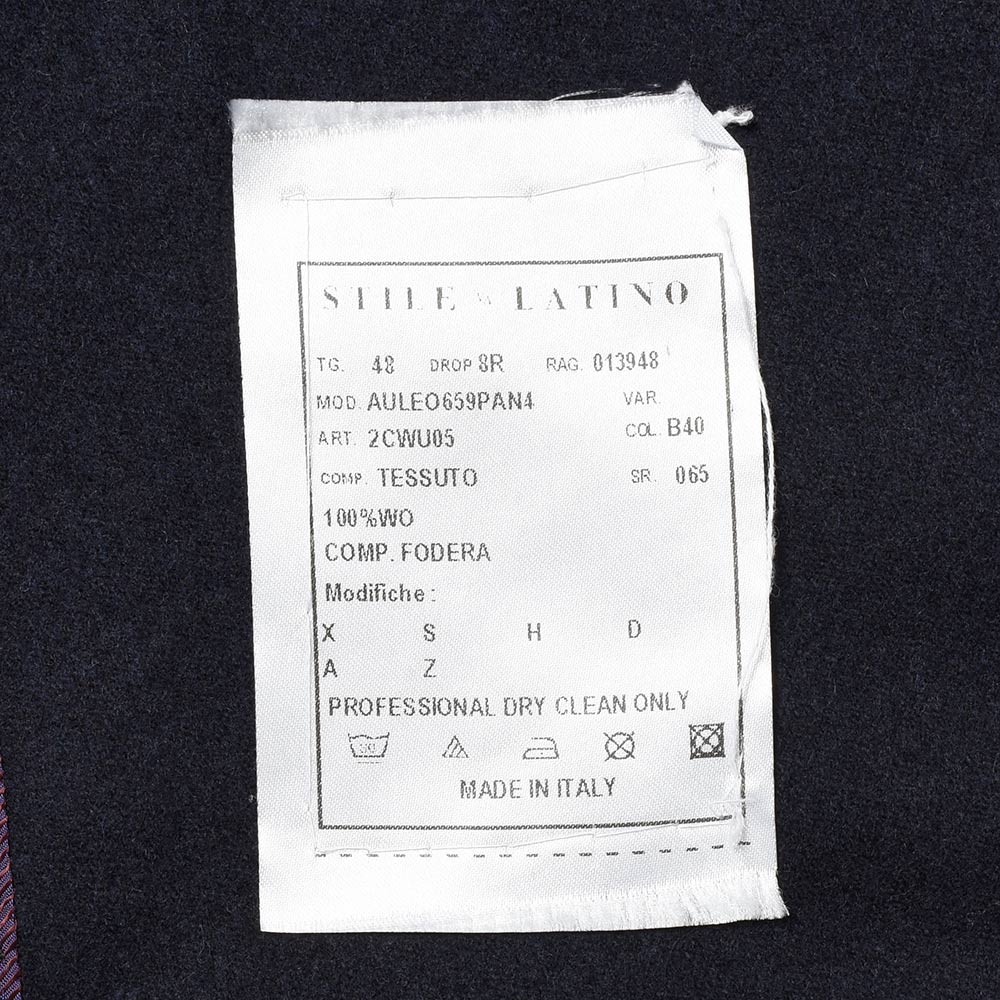 STILE LATINO
TG. 48 DROP 8R RAG. 013948
MOD. AULEO659PAN4 VAR.
ART. 2CWU05 COL. B40
COMP. TESSUTO SR. 065
100%WO
COMP. FODERA
Modifiche :
X S H D
A Z
PROFESSIONAL DRY CLEAN ONLY
MADE IN ITALY